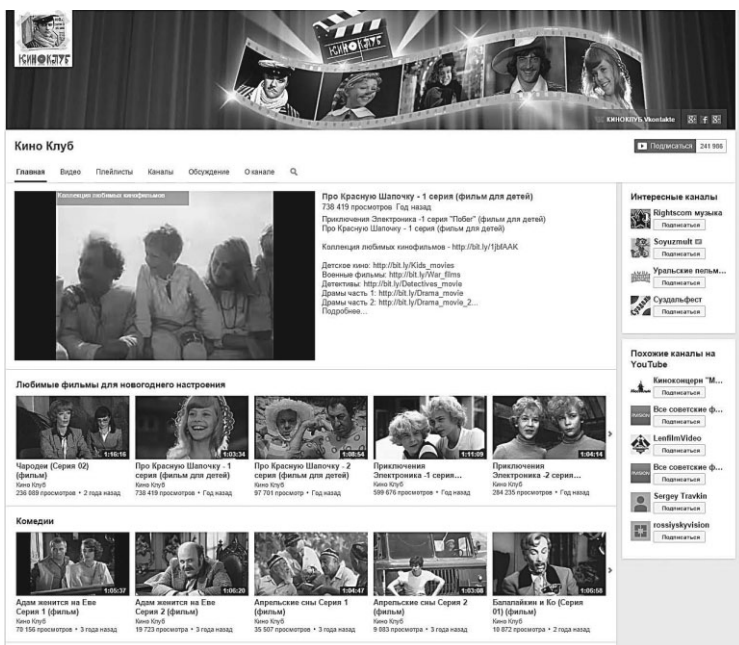 КИНОКЛУБ
КИНОКЛУБ
КИНОКЛУБ Vkontakte
Кино Клуб
Подписаться 241 986
Главная Видео Плейлисты Каналы Обсуждение О канале
Коллекция любимых кинофильмов
Про Красную Шапочку - 1 серия (фильм для детей)
738 419 просмотров Год назад
Приключения Электроника -1 серия "Побег" (фильм для детей)
Про Красную Шапочку - 1 серия (фильм для детей)
Коллекция любимых кинофильмов - http://bit.ly/1jbfAAK
Детское кино: http://bit.ly/Kids_movies
Военные фильмы: http://bit.ly/War_films
Детективы: http://bit.ly/Detectives_movie
Драмы часть 1: http://bit.ly/Drama_movie
Драмы часть 2: http://bit.ly/Drama_movie_2...
Подробнее...
Интересные каналы
Rightscom музыка
Подписаться
Soyuzmult
Подписаться
Уральские пельм...
Подписаться
Суздальфест
Подписаться
Похожие каналы на
YouTube
Киноконцерн "М...
Подписаться
Все советские ф...
Подписаться
LenfilmVideo
Подписаться
Все советские ф...
Подписаться
Sergey Travkin
Подписаться
rossiyskyvision
Подписаться
Любимые фильмы для новогоднего настроения
1:16:16
Чародеи (Серия 02)
(фильм)
Кино Клуб
236 089 просмотров • 2 года назад
1:03:34
Про Красную Шапочку - 1
серия (фильм для детей)
Кино Клуб
738 419 просмотров • Год назад
1:08:54
Про Красную Шапочку - 2
серия (фильм для детей)
Кино Клуб
97 701 просмотр • Год назад
1:11:09
Приключения
Электроника -1 серия...
Кино Клуб
589 676 просмотров • Год назад
1:04:14
Приключения
Электроника -2 серия...
Кино Клуб
284 235 просмотров • Год назад
Комедии
1:05:37
Адам женится на Еве
Серия 1 (фильм)
Кино Клуб
70 156 просмотров • 3 года назад
1:06:20
Адам женится на Еве
Серия 2 (фильм)
Кино Клуб
19 723 просмотра • 3 года назад
1:04:47
Апрельские сны Серия 1
(фильм)
Кино Клуб
35 507 просмотров • 3 года назад
1:03:08
Апрельские сны Серия 2
(фильм)
Кино Клуб
9 083 просмотра • 3 года назад
1:06:58
Балалайкин и Ко (Серия
01) (фильм)
Кино Клуб
10 872 просмотра • 2 года назад